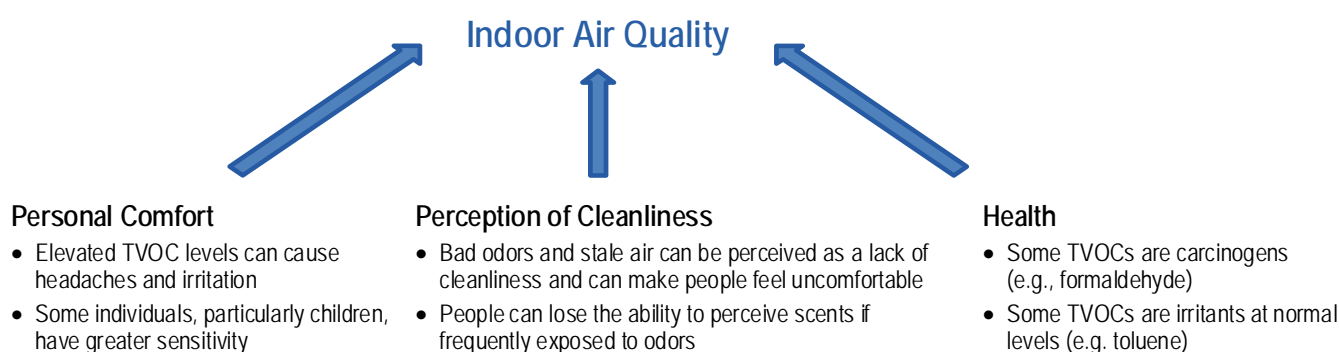 Indoor Air Quality
Personal Comfort
• Elevated TVOC levels can cause
headaches and irritation
• Some individuals, particularly children,
have greater sensitivity
Perception of Cleanliness
• Bad odors and stale air can be perceived as a lack of
cleanliness and can make people feel uncomfortable
• People can lose the ability to perceive scents if
frequently exposed to odors
Health
• Some TVOCs are carcinogens
(e.g., formaldehyde)
• Some TVOCs are irritants at normal
levels (e.g. toluene)